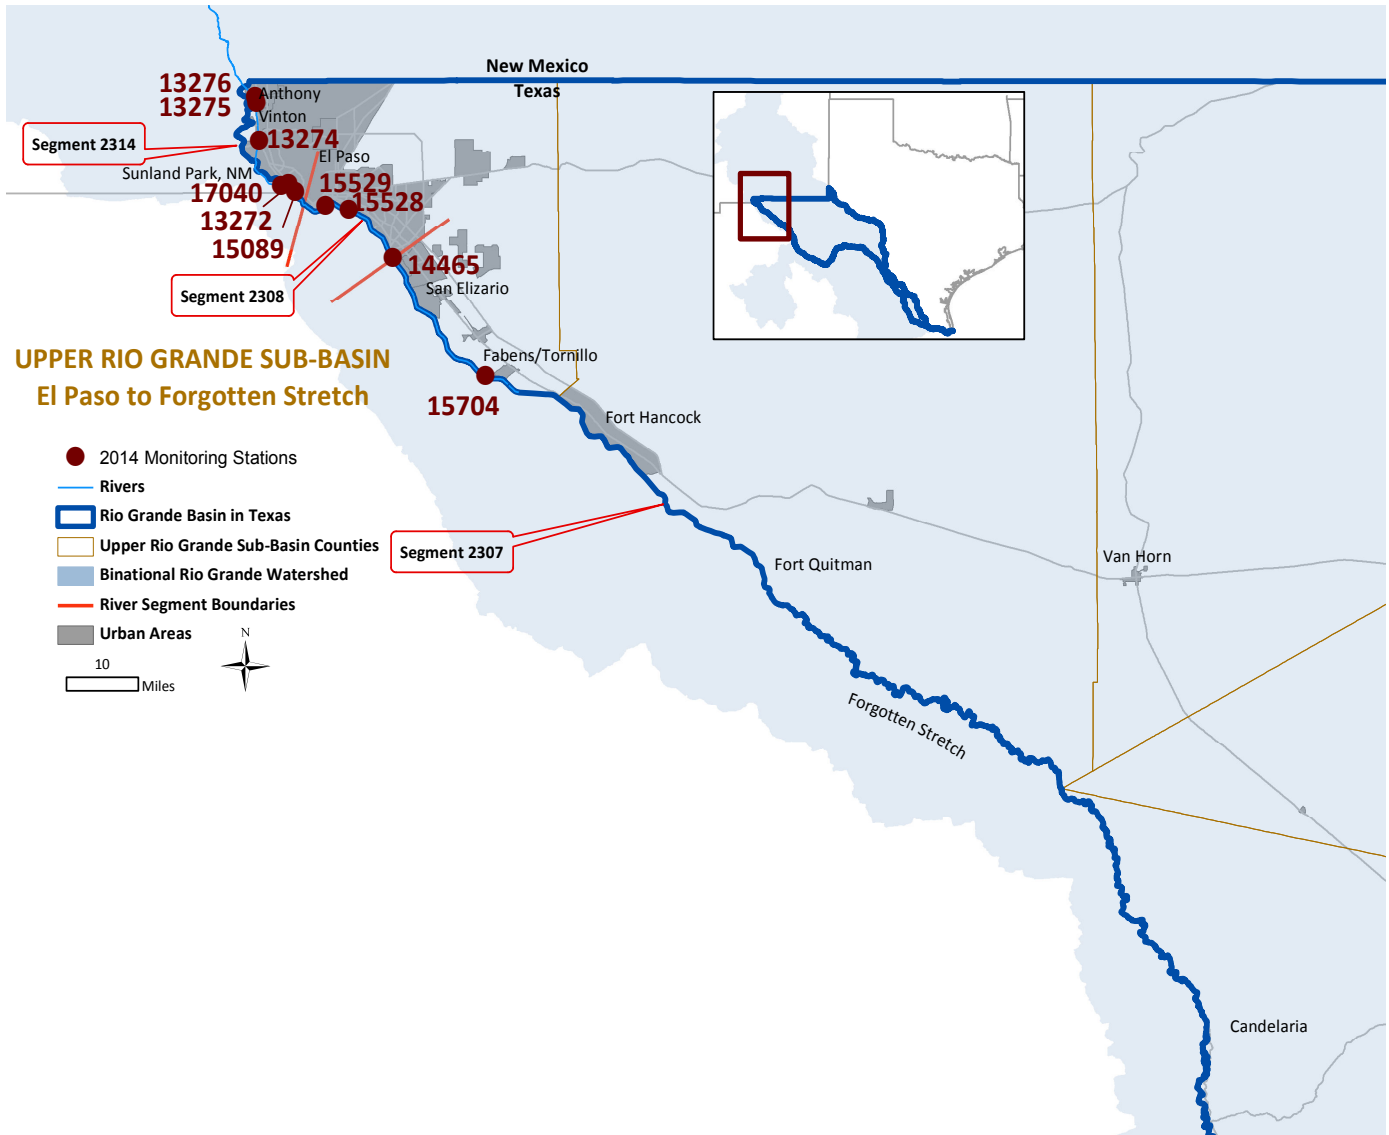 New Mexico
Texas
13276
13275
Anthony
Vinton
Segment 2314
13274
El Paso
Sunland Park, NM
15529
17040
15528
13272
15089
14465
Segment 2308
San Elizario
UPPER RIO GRANDE SUB-BASIN
El Paso to Forgotten Stretch
Fabens/Tornillo
15704
Fort Hancock
2014 Monitoring Stations
Rivers
Rio Grande Basin in Texas
Upper Rio Grande Sub-Basin Counties
Binational Rio Grande Watershed
River Segment Boundaries
Urban Areas
N
10
Miles
Segment 2307
Fort Quitman
Van Horn
Forgotten Stretch
Candelaria